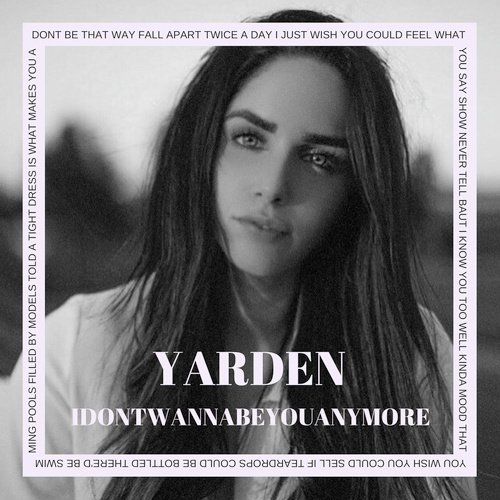 DONT BE THAT WAY FALL APART TWICE A DAY I JUST WISH YOU COULD FEEL WHAT
YOU SAY SHOW NEVER TELL BAUT I KNOW YOU TOO WELL KINDA MOOD THAT
YOU WISH YOU COULD SELL IF TEARDROPS COULD BE BOTTLED THERED BE SWIM
MING POOLS FILLED BY MODELS TOLD A TIGHT DRESS IS WHAT MAKES YOU A
YARDEN
IDONTWANNABEYOUANYMORE